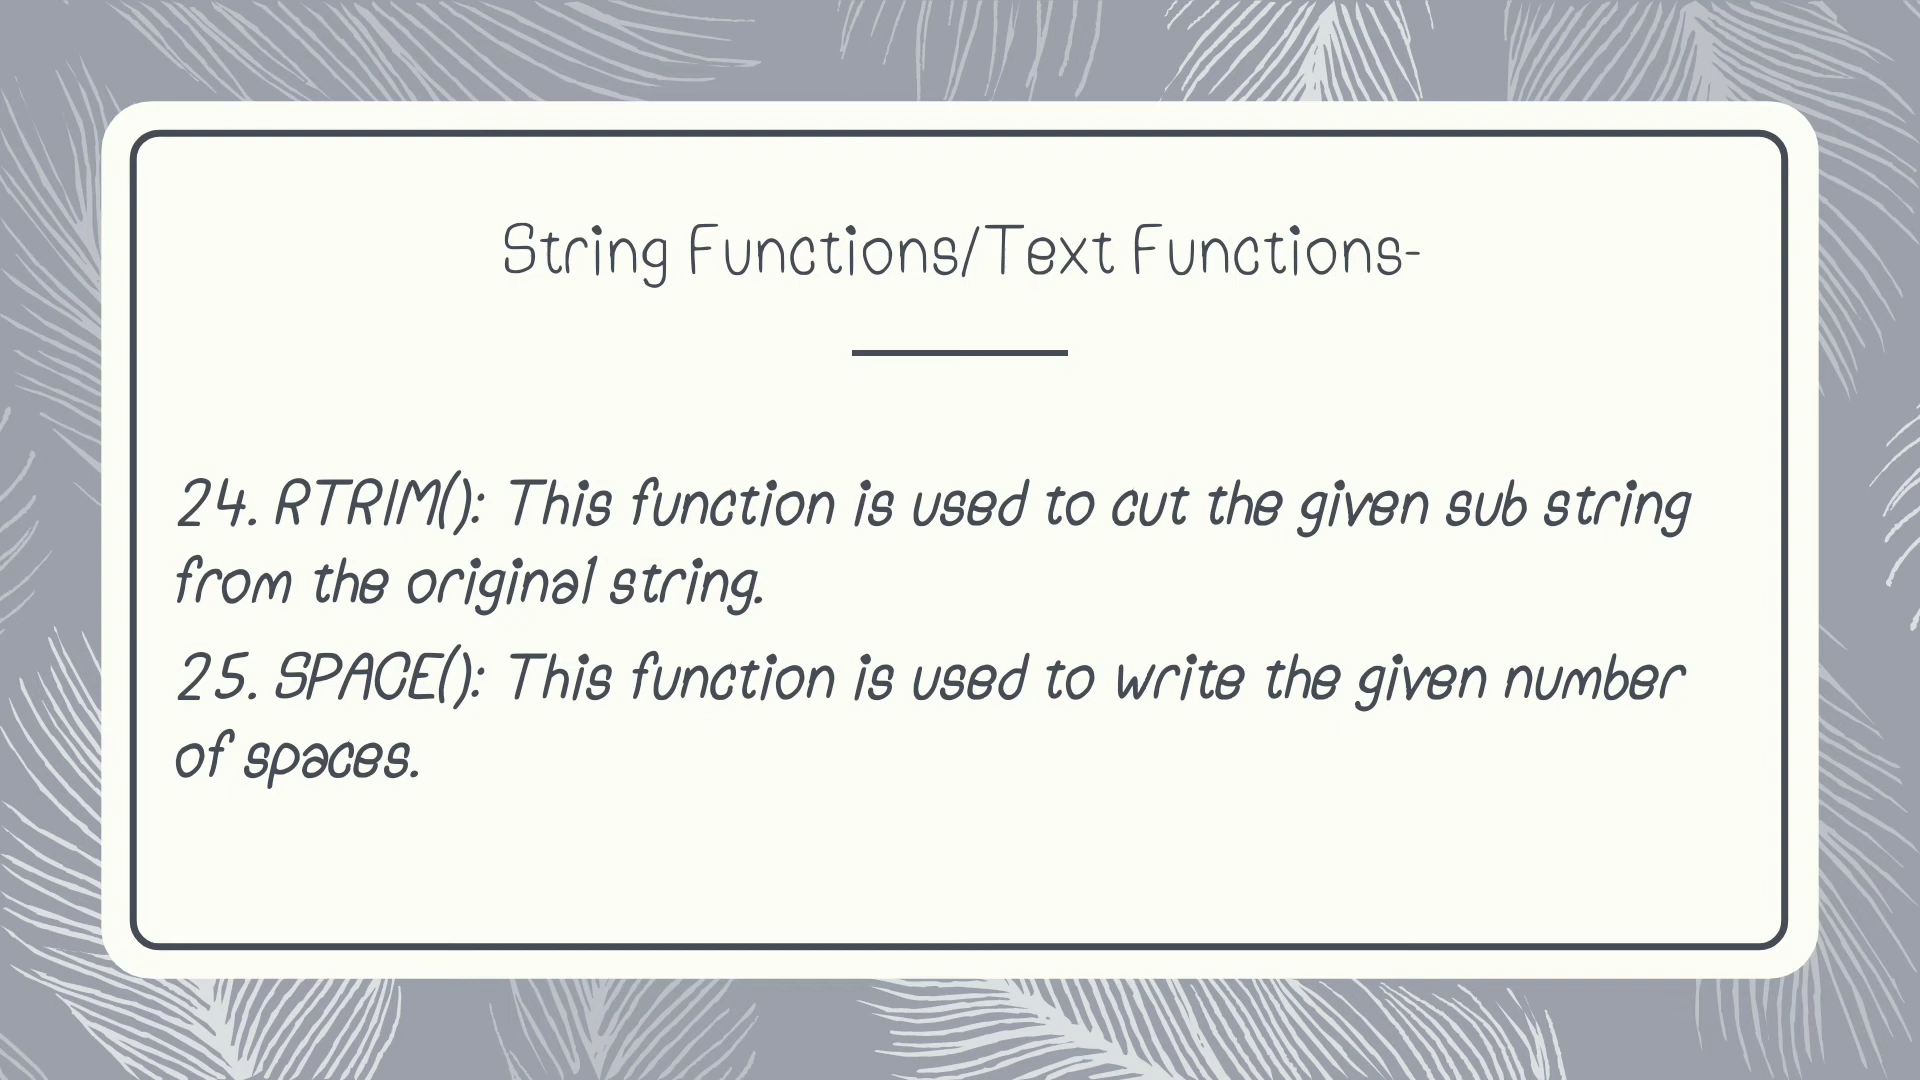 String Functions/Text Functions-
24. RTRIM(): This function is used to cut the given sub string
from the original string.
25. SPACE(): This function is used to write the given number
of spaces.